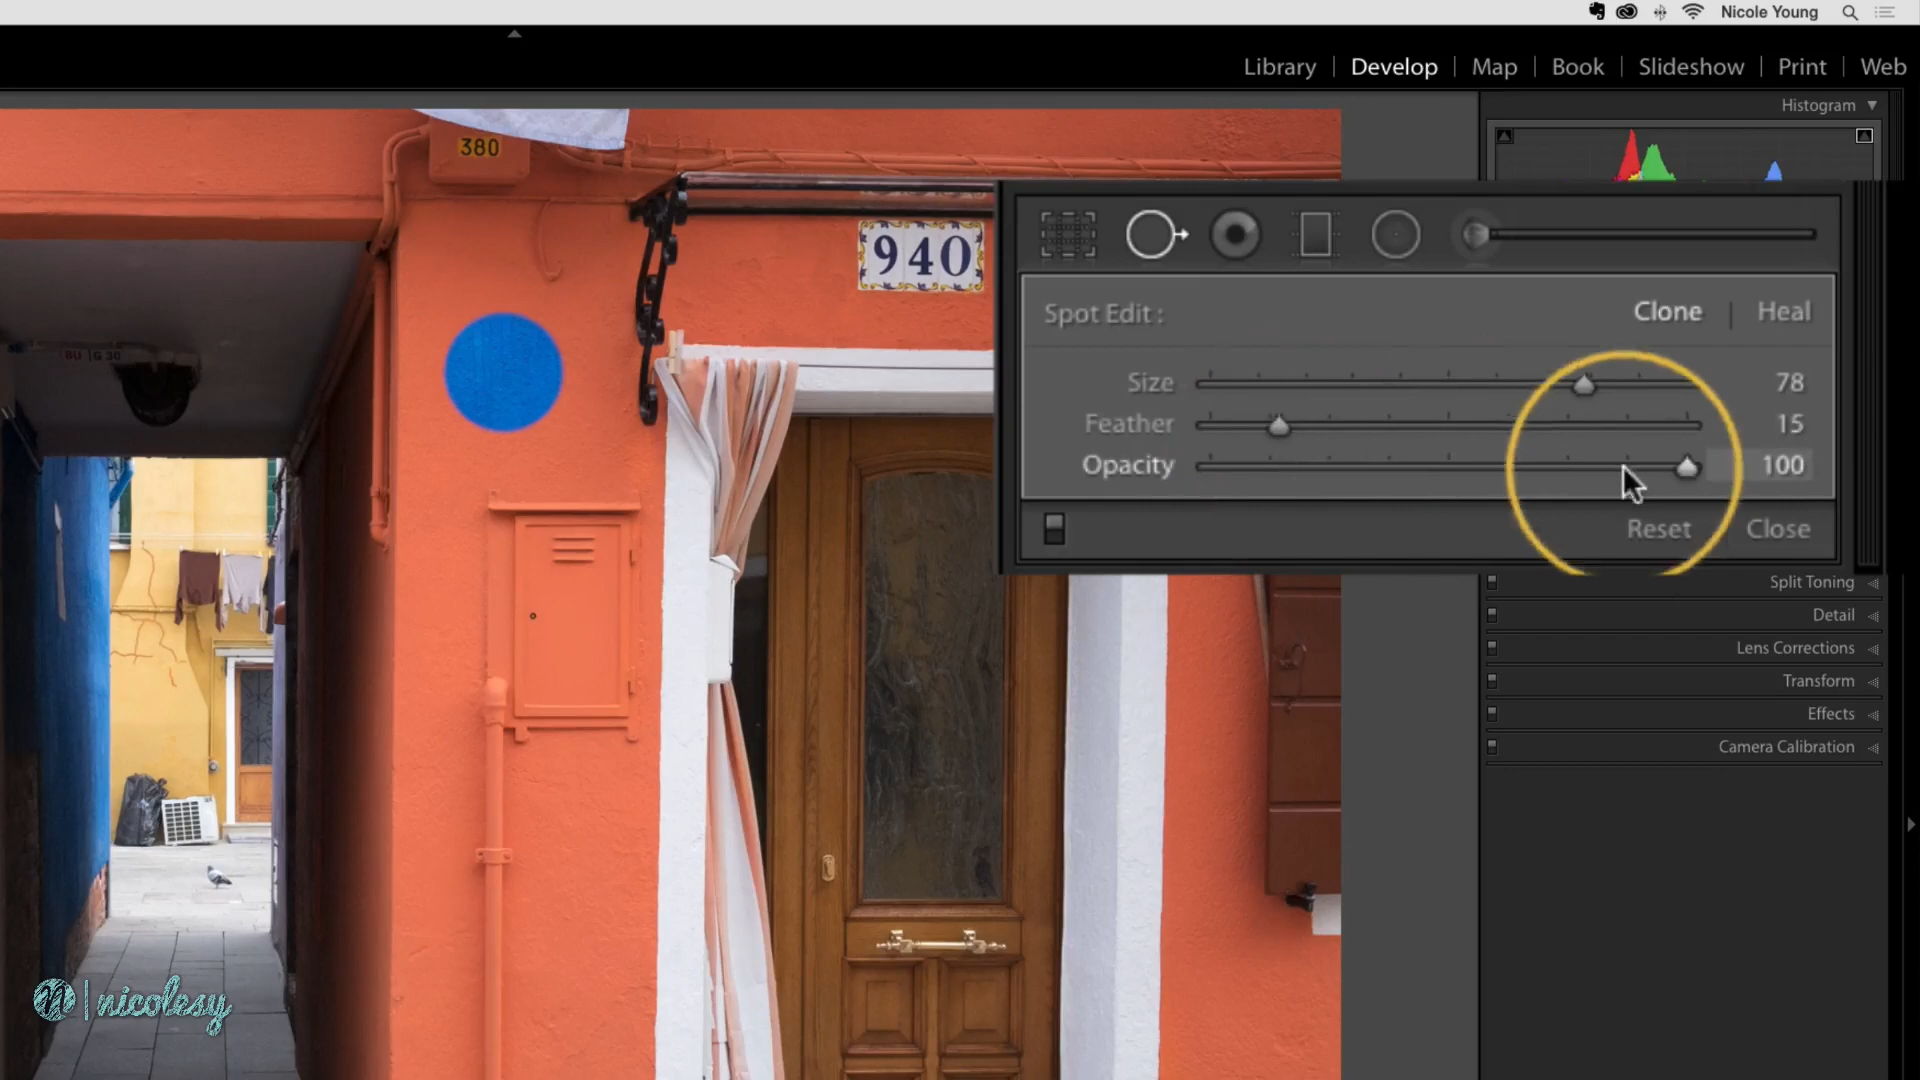 Nicole Young
Library | Develop | Map | Book | Slideshow | Print | Web
Histogram
380
940
Spot Edit : Clone | Heal
Size 78
Feather 15
Opacity 100
Reset Close
Split Toning
Detail
Lens Corrections
Transform
Effects
Camera Calibration
n | nicolesy